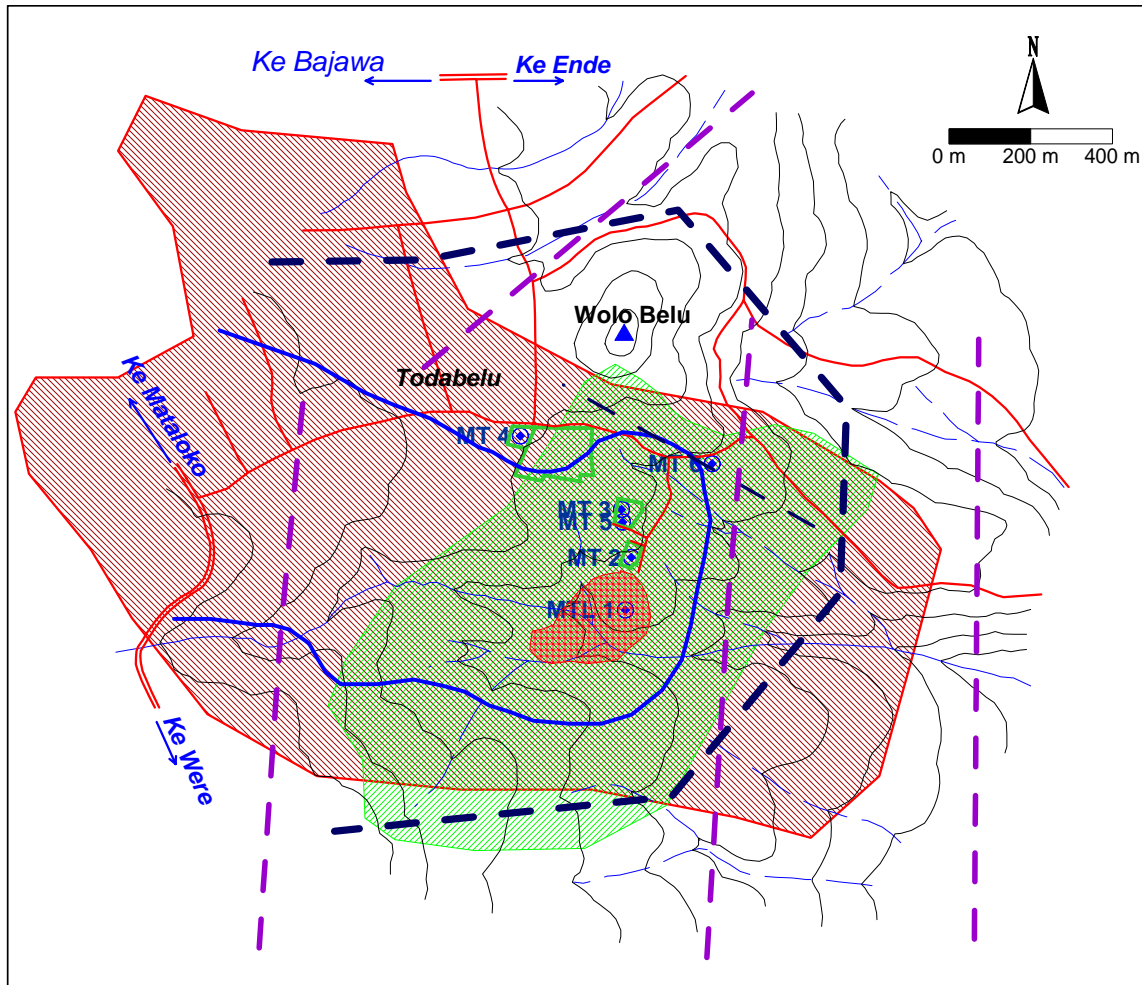 Ke Bajawa
Ke Ende
N
0 m
200 m
400 m
Wolo Belu
Todabelu
Ke Mataloko
MT 4
MT 6
MT 3
MT 5
MT 2
MTL 1
Ke Were